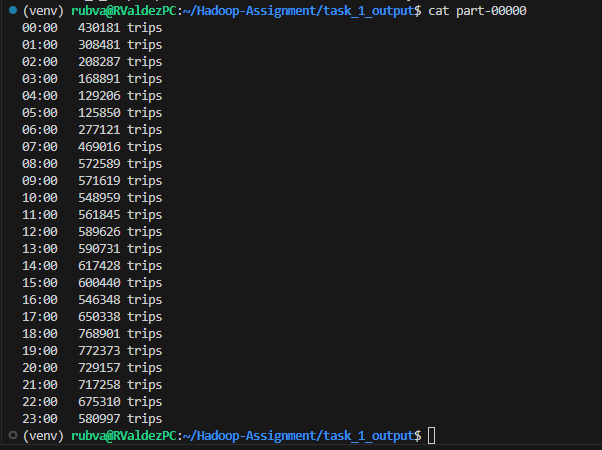 (venv) rubva@RValdezPC:~/Hadoop-Assignment/task_1_output$ cat part-00000
00:00 430181 trips
01:00 308481 trips
02:00 208287 trips
03:00 168891 trips
04:00 129206 trips
05:00 125850 trips
06:00 277121 trips
07:00 469016 trips
08:00 572589 trips
09:00 571619 trips
10:00 548959 trips
11:00 561845 trips
12:00 589626 trips
13:00 590731 trips
14:00 617428 trips
15:00 600440 trips
16:00 546348 trips
17:00 650338 trips
18:00 768901 trips
19:00 772373 trips
20:00 729157 trips
21:00 717258 trips
22:00 675310 trips
23:00 580997 trips
(venv) rubva@RValdezPC:~/Hadoop-Assignment/task_1_output$